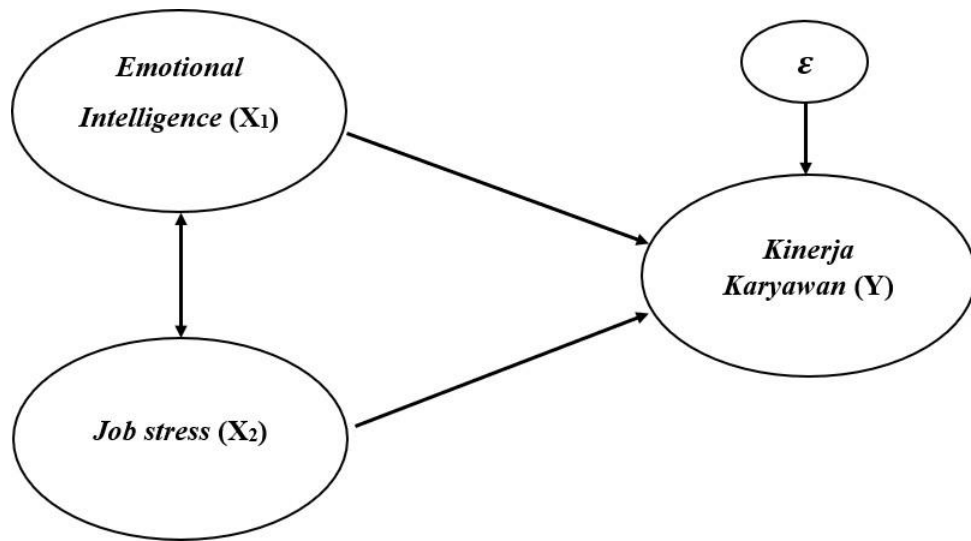 Emotional
Intelligence (X₁)
ε
Kinerja
Karyawan (Y)
Job stress (X₂)